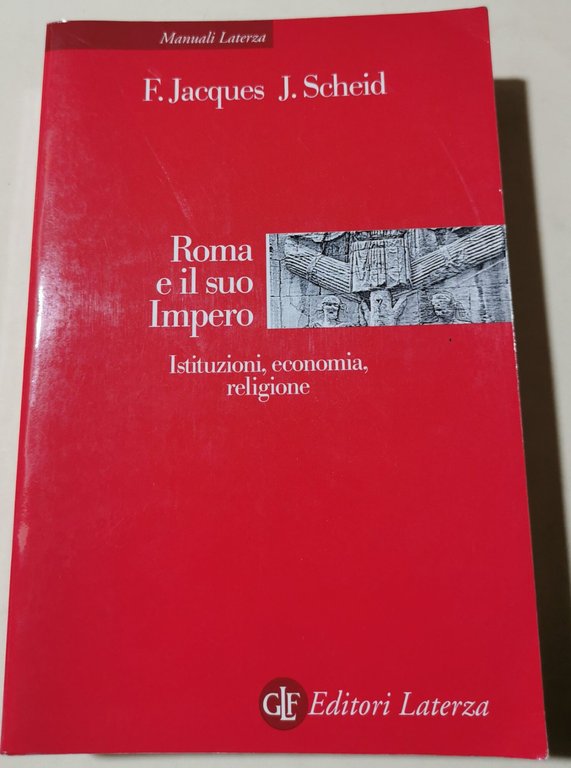 Manuali Laterza
F. Jacques J. Scheid
Roma
e il suo
Impero
Istituzioni, economia,
religione
GLF Editori Laterza